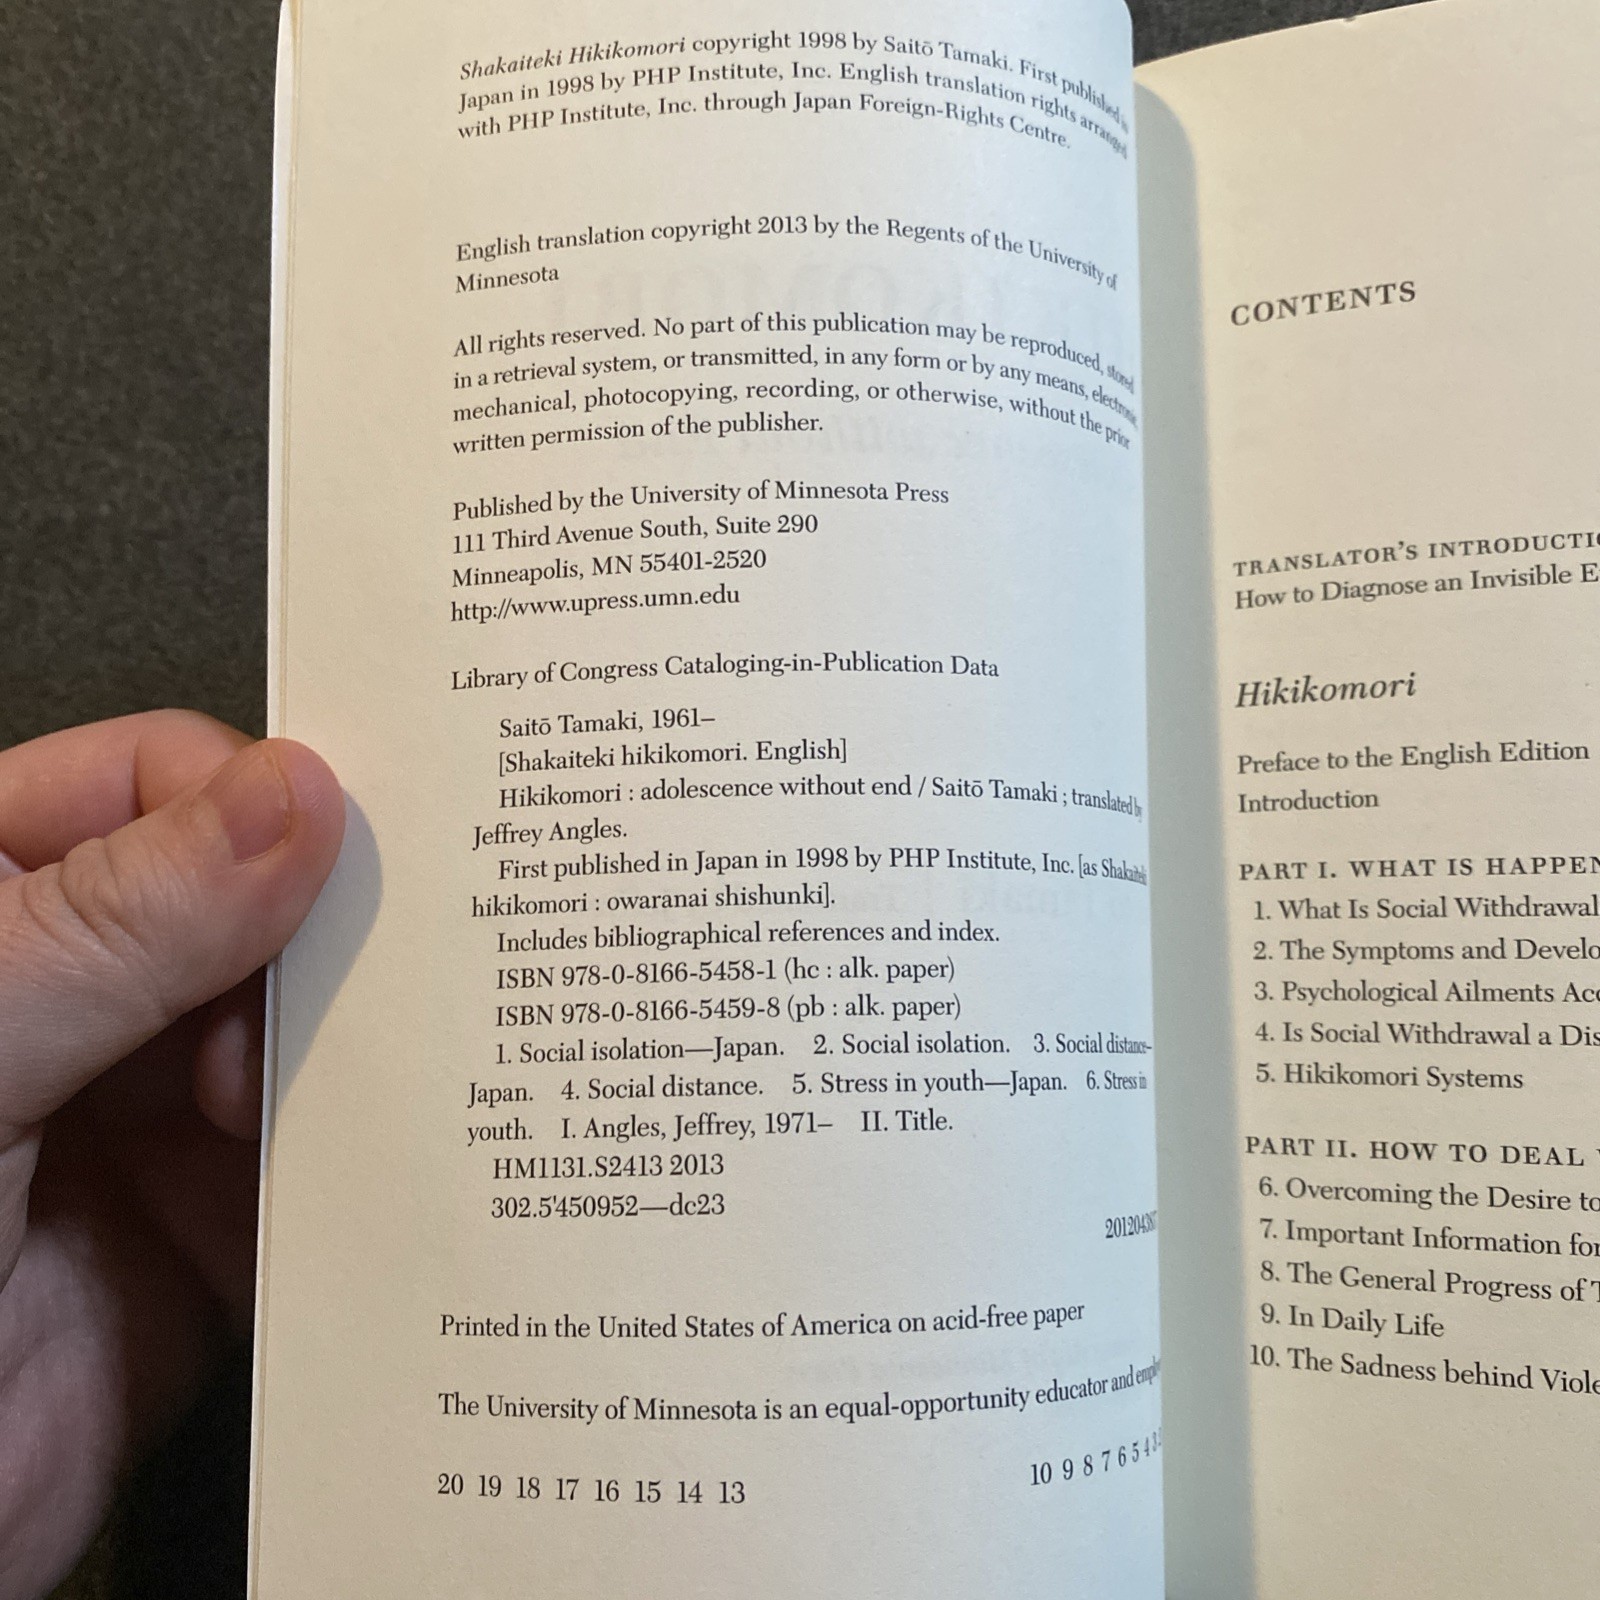 Shakaiteki Hikikomori copyright 1998 by Saitō Tamaki. First published in
Japan in 1998 by PHP Institute, Inc. English translation rights arranged
with PHP Institute, Inc. through Japan Foreign-Rights Centre.
English translation copyright 2013 by the Regents of the University of
Minnesota
All rights reserved. No part of this publication may be reproduced, stored
in a retrieval system, or transmitted, in any form or by any means, electronic,
mechanical, photocopying, recording, or otherwise, without the prior
written permission of the publisher.
Published by the University of Minnesota Press
111 Third Avenue South, Suite 290
Minneapolis, MN 55401-2520
http://www.upress.umn.edu
Library of Congress Cataloging-in-Publication Data
Saitō Tamaki, 1961–
[Shakaiteki hikikomori. English]
Hikikomori : adolescence without end / Saitō Tamaki ; translated by
Jeffrey Angles.
First published in Japan in 1998 by PHP Institute, Inc. [as Shakaiteki
hikikomori : owaranai shishunki].
Includes bibliographical references and index.
ISBN 978-0-8166-5458-1 (hc : alk. paper)
ISBN 978-0-8166-5459-8 (pb : alk. paper)
1. Social isolation—Japan. 2. Social isolation. 3. Social distance—
Japan. 4. Social distance. 5. Stress in youth—Japan. 6. Stress in
youth. I. Angles, Jeffrey, 1971– II. Title.
HM1131.S2413 2013
302.5'450952—dc23
Printed in the United States of America on acid-free paper
The University of Minnesota is an equal-opportunity educator and
20 19 18 17 16 15 14 13 10 9 8 7 6 5 4 3
CONTENTS
TRANSLATOR'S INTRODUCTIO
How to Diagnose an Invisible E
Hikikomori
Preface to the English Edition
Introduction
PART I. WHAT IS HAPPEN
1. What Is Social Withdrawal
2. The Symptoms and Develo
3. Psychological Ailments Acc
4. Is Social Withdrawal a Dis
5. Hikikomori Systems
PART II. HOW TO DEAL
6. Overcoming the Desire to
7. Important Information for
8. The General Progress of T
9. In Daily Life
10. The Sadness behind Viole